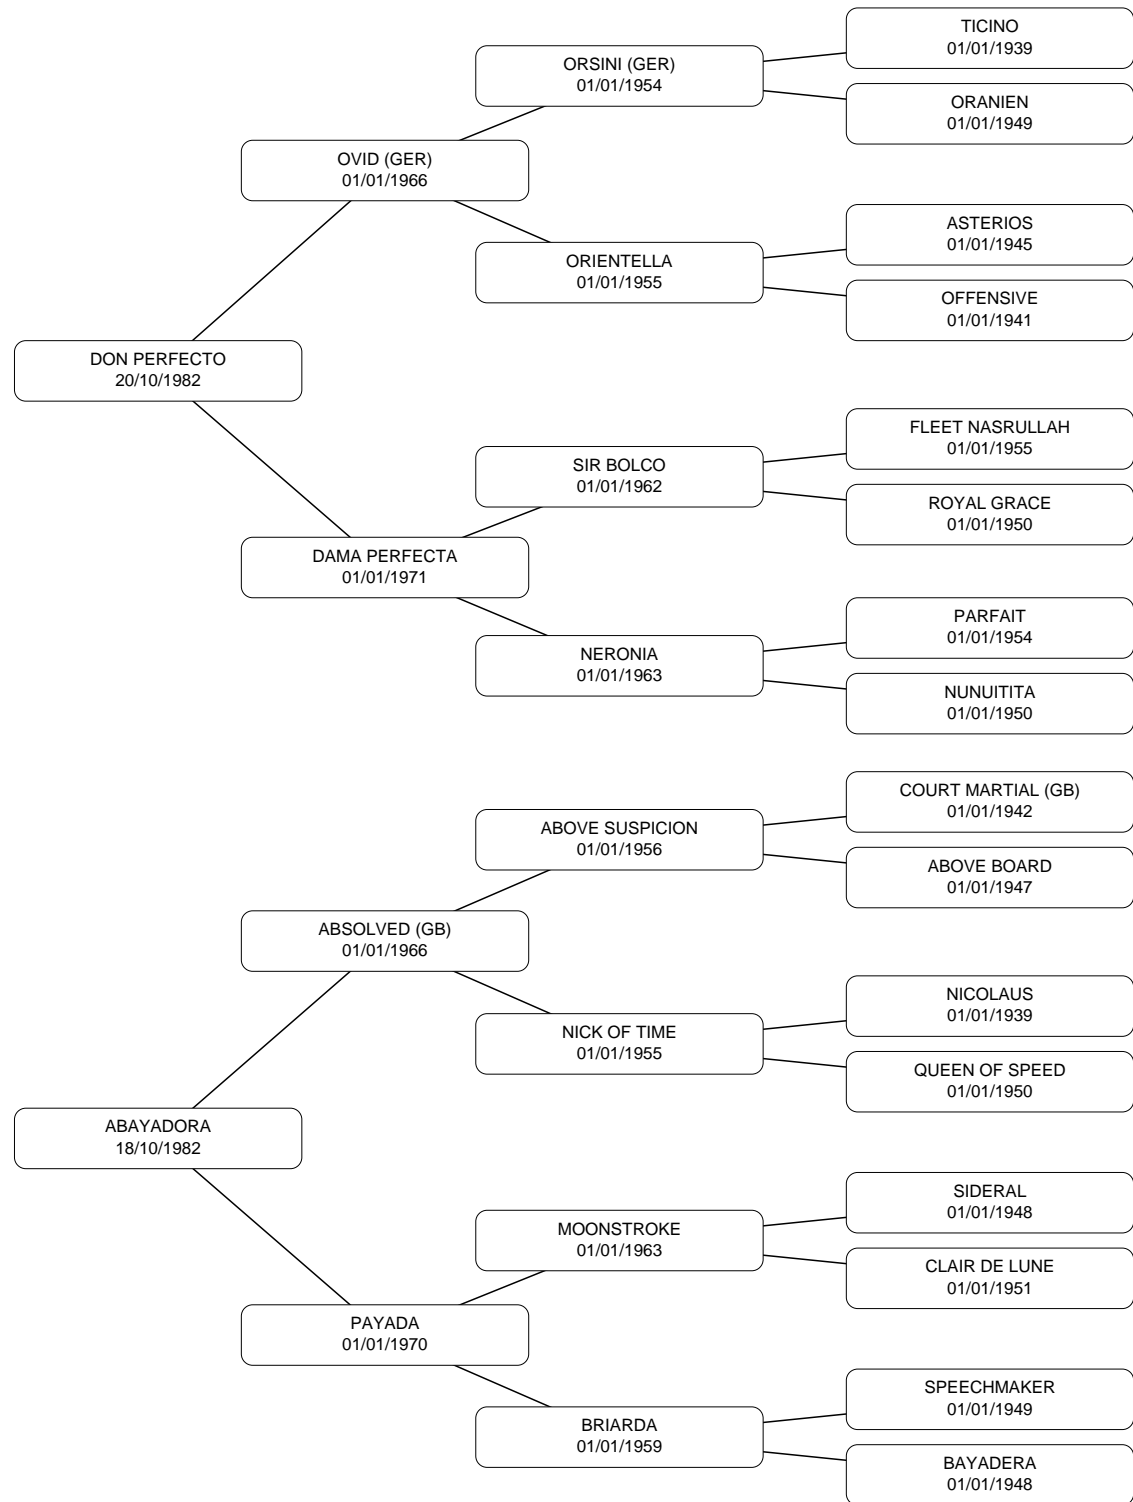 TICINO
01/01/1939
ORSINI (GER)
01/01/1954
ORANIEN
01/01/1949
OVID (GER)
01/01/1966
ASTERIOS
01/01/1945
ORIENTELLA
01/01/1955
OFFENSIVE
01/01/1941
DON PERFECTO
20/10/1982
FLEET NASRULLAH
01/01/1955
SIR BOLCO
01/01/1962
ROYAL GRACE
01/01/1950
DAMA PERFECTA
01/01/1971
PARFAIT
01/01/1954
NERONIA
01/01/1963
NUNUITITA
01/01/1950
COURT MARTIAL (GB)
01/01/1942
ABOVE SUSPICION
01/01/1956
ABOVE BOARD
01/01/1947
ABSOLVED (GB)
01/01/1966
NICOLAUS
01/01/1939
NICK OF TIME
01/01/1955
QUEEN OF SPEED
01/01/1950
ABAYADORA
18/10/1982
SIDERAL
01/01/1948
MOONSTROKE
01/01/1963
CLAIR DE LUNE
01/01/1951
PAYADA
01/01/1970
SPEECHMAKER
01/01/1949
BRIARDA
01/01/1959
BAYADERA
01/01/1948